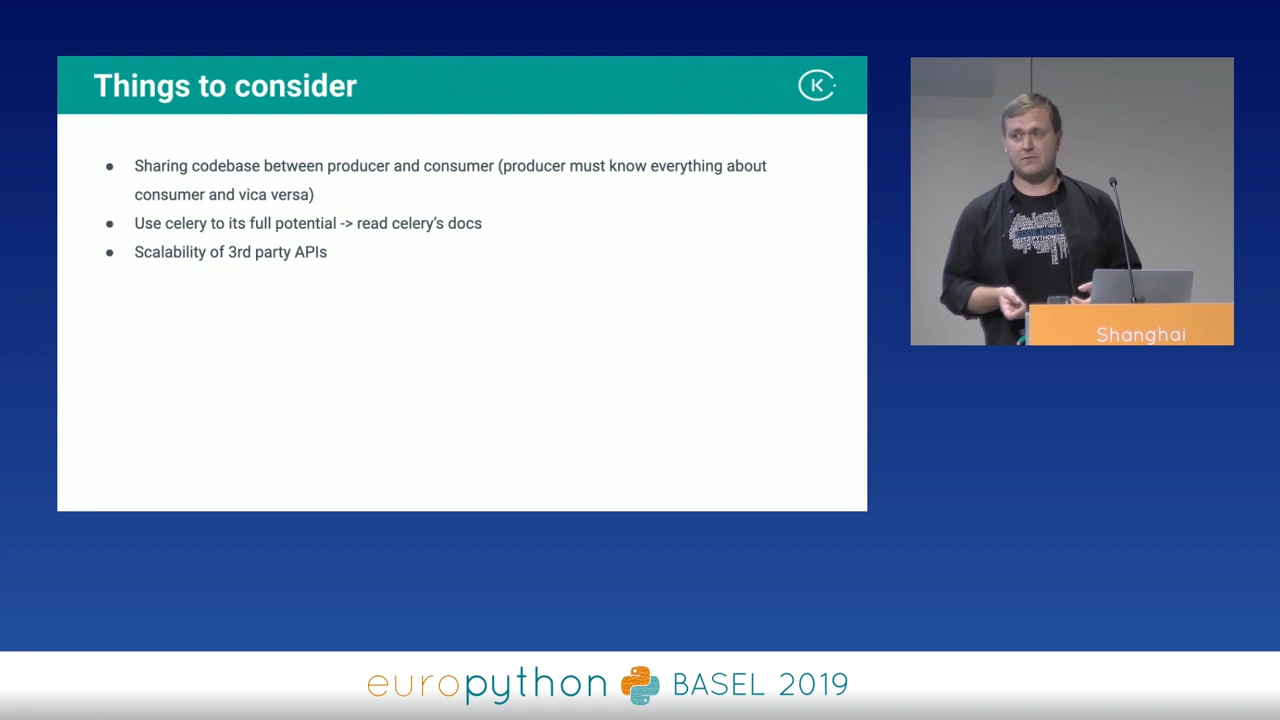 Things to consider
K
● Sharing codebase between producer and consumer (producer must know everything about
consumer and vica versa)
● Use celery to its full potential -> read celery's docs
● Scalability of 3rd party APIs
PYTHON
Shanghai
europython BASEL 2019